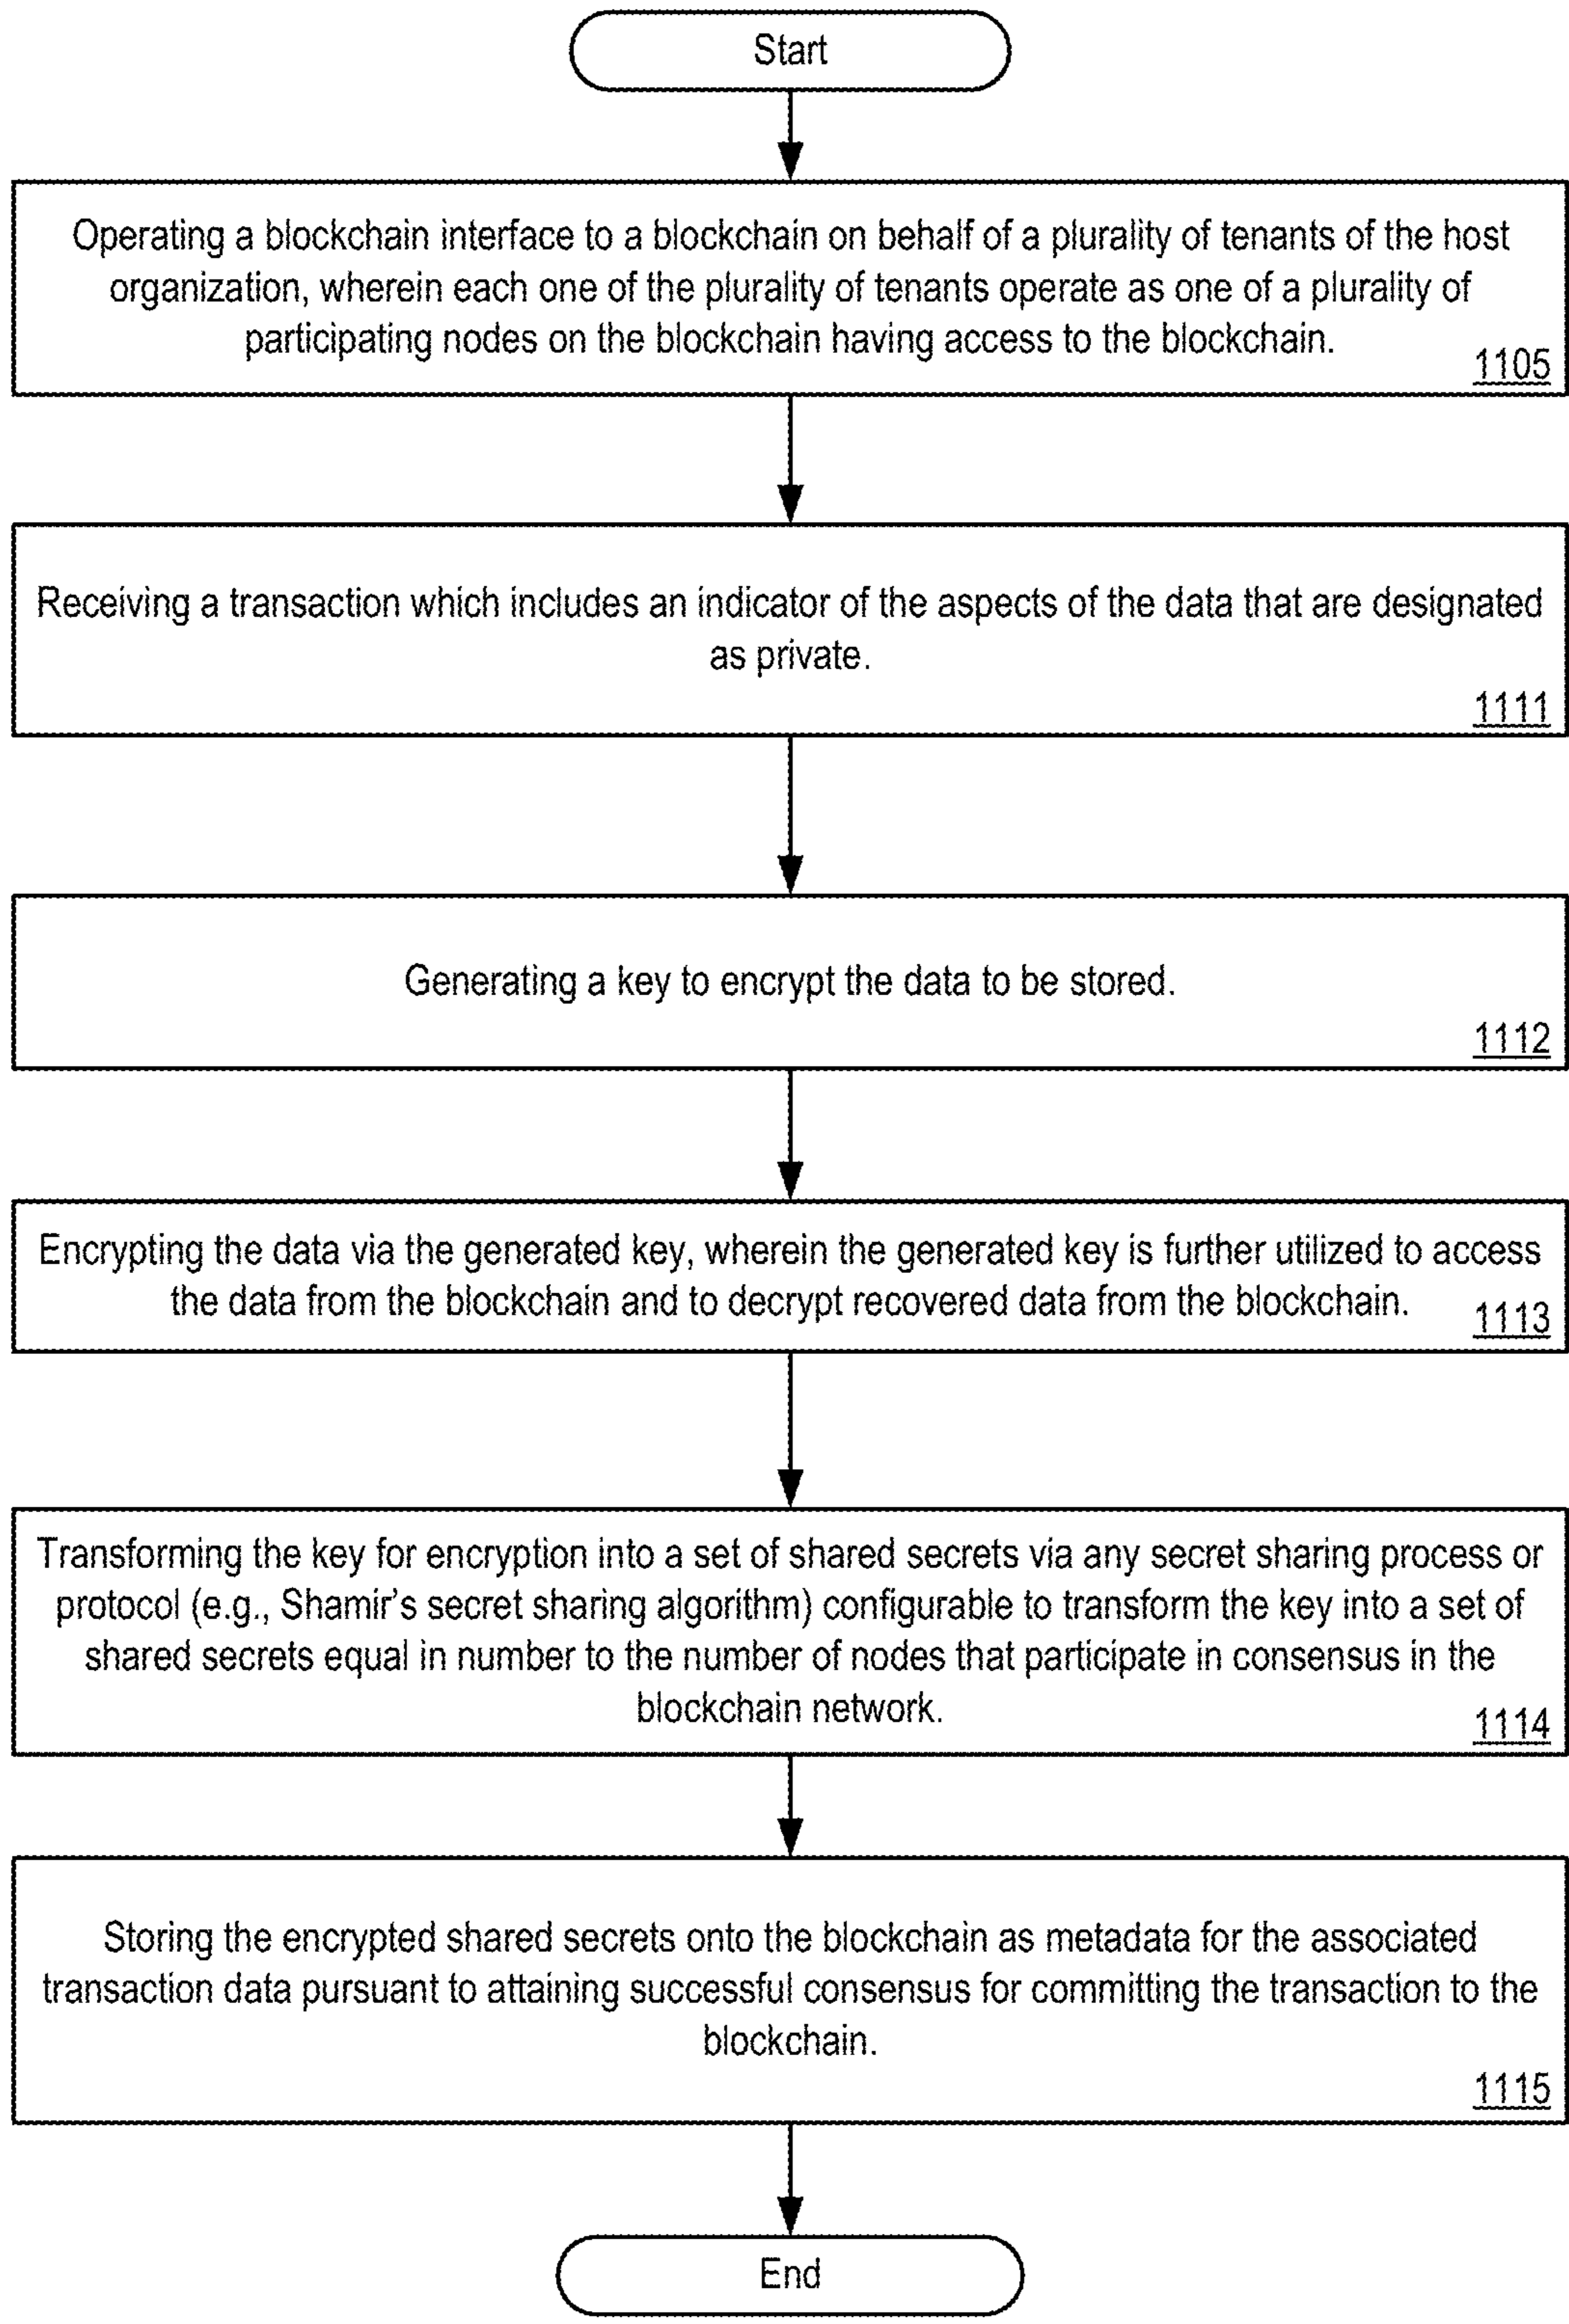 Start
Operating a blockchain interface to a blockchain on behalf of a plurality of tenants of the host
organization, wherein each one of the plurality of tenants operate as one of a plurality of
participating nodes on the blockchain having access to the blockchain.
1105
Receiving a transaction which includes an indicator of the aspects of the data that are designated
as private.
1111
Generating a key to encrypt the data to be stored.
1112
Encrypting the data via the generated key, wherein the generated key is further utilized to access
the data from the blockchain and to decrypt recovered data from the blockchain.
1113
Transforming the key for encryption into a set of shared secrets via any secret sharing process or
protocol (e.g., Shamir’s secret sharing algorithm) configurable to transform the key into a set of
shared secrets equal in number to the number of nodes that participate in consensus in the
blockchain network.
1114
Storing the encrypted shared secrets onto the blockchain as metadata for the associated
transaction data pursuant to attaining successful consensus for committing the transaction to the
blockchain.
1115
End